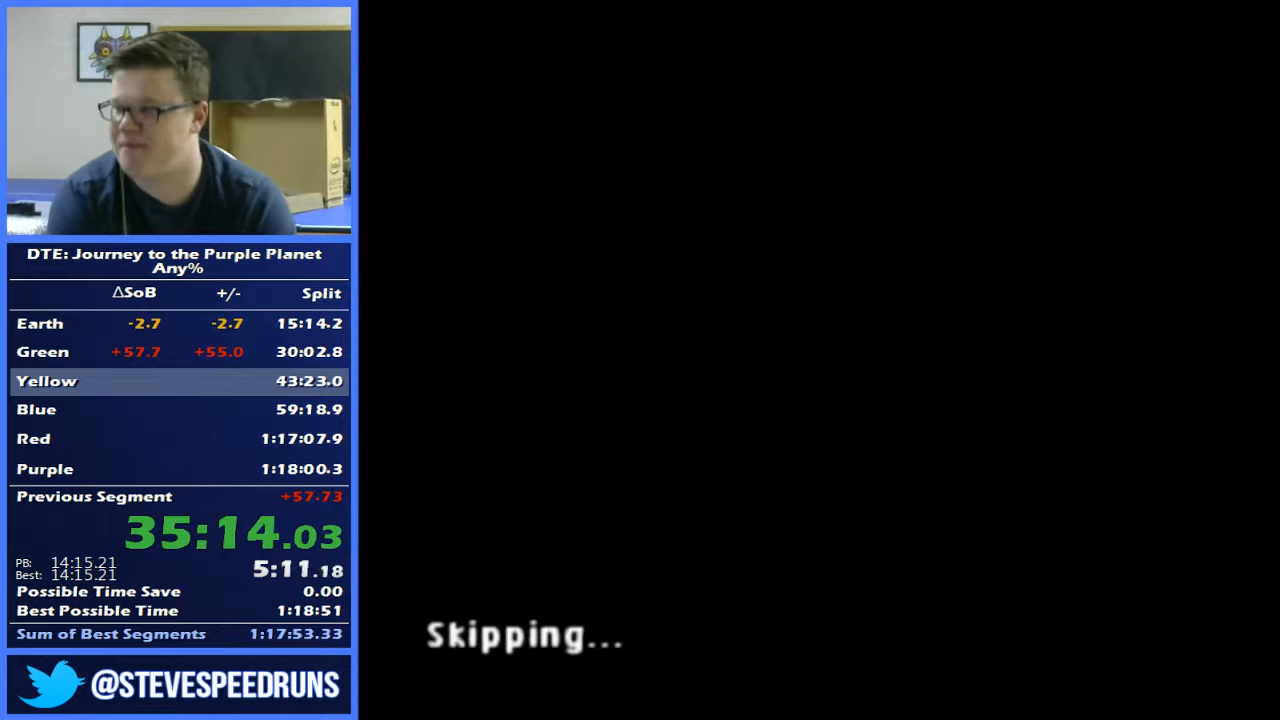 DTE: Journey to the Purple Planet
Any%
ΔSoB +/- Split
Earth -2.7 -2.7 15:14.2
Green +57.7 +55.0 30:02.8
Yellow 43:23.0
Blue 59:18.9
Red 1:17:07.9
Purple 1:18:00.3
Previous Segment +57.73
35:14.03
PB: 14:15.21
Best: 14:15.21
5:11.18
Possible Time Save 0.00
Best Possible Time 1:18:51
Sum of Best Segments 1:17:53.33
@STEVESPEEDRUNS
Skipping...